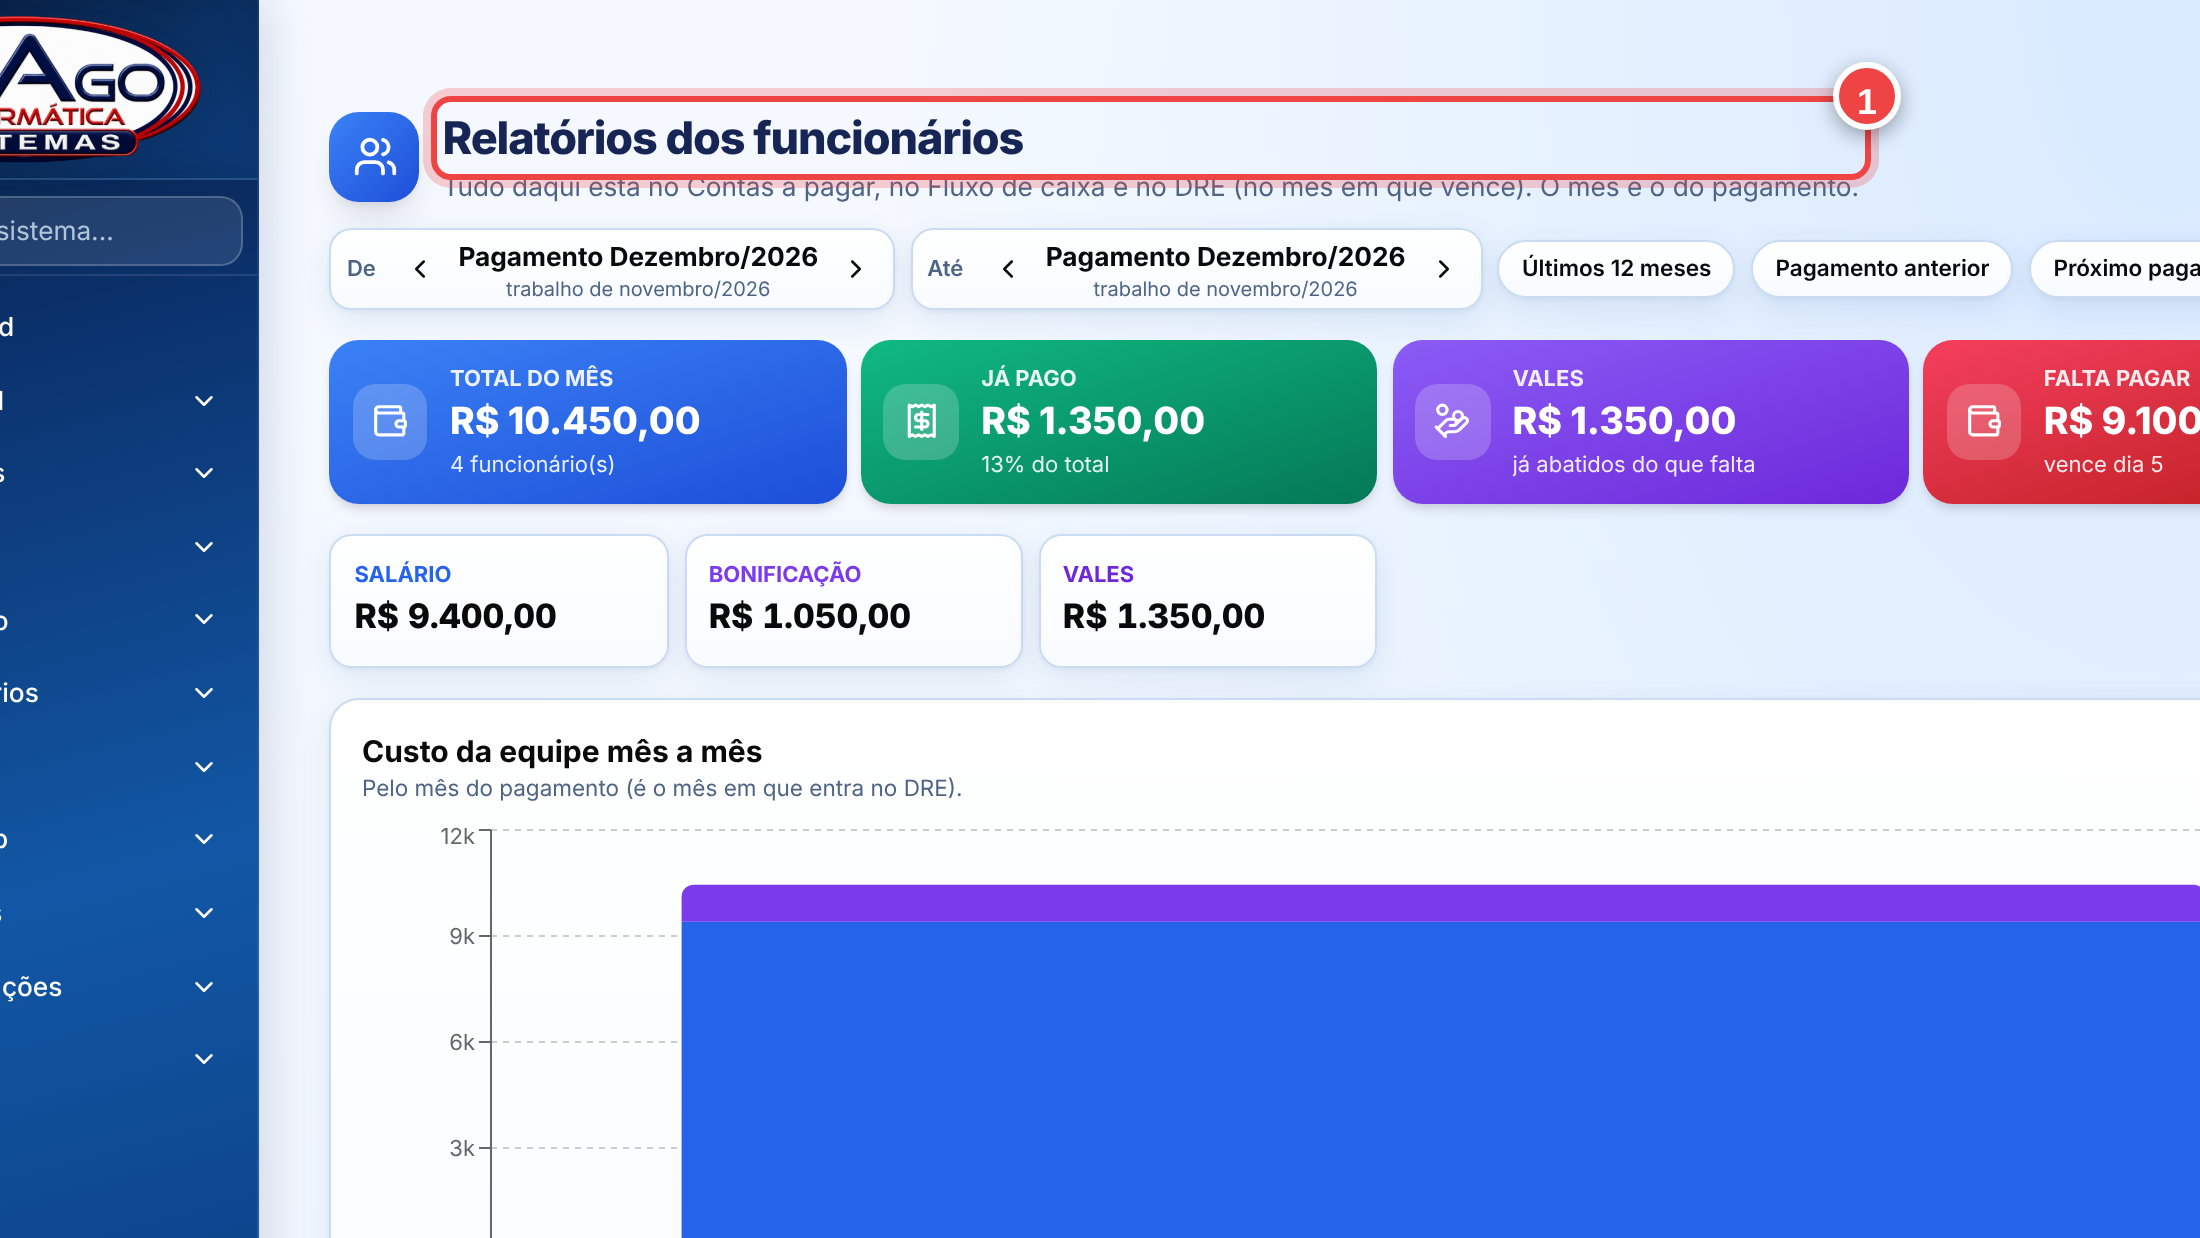 AGO
RMÁTICA
TEMAS
sistema...
d
s
rios
ções
1
Relatórios dos funcionários
Tudo daqui está no Contas a pagar, no Fluxo de caixa e no DRE (no mês em que vence). O mês é o do pagamento.
De
Pagamento Dezembro/2026
trabalho de novembro/2026
Até
Pagamento Dezembro/2026
trabalho de novembro/2026
Últimos 12 meses
Pagamento anterior
Próximo paga
TOTAL DO MÊS
R$ 10.450,00
4 funcionário(s)
JÁ PAGO
R$ 1.350,00
13% do total
VALES
R$ 1.350,00
já abatidos do que falta
FALTA PAGAR
R$ 9.100
vence dia 5
SALÁRIO
R$ 9.400,00
BONIFICAÇÃO
R$ 1.050,00
VALES
R$ 1.350,00
Custo da equipe mês a mês
Pelo mês do pagamento (é o mês em que entra no DRE).
12k
9k
6k
3k